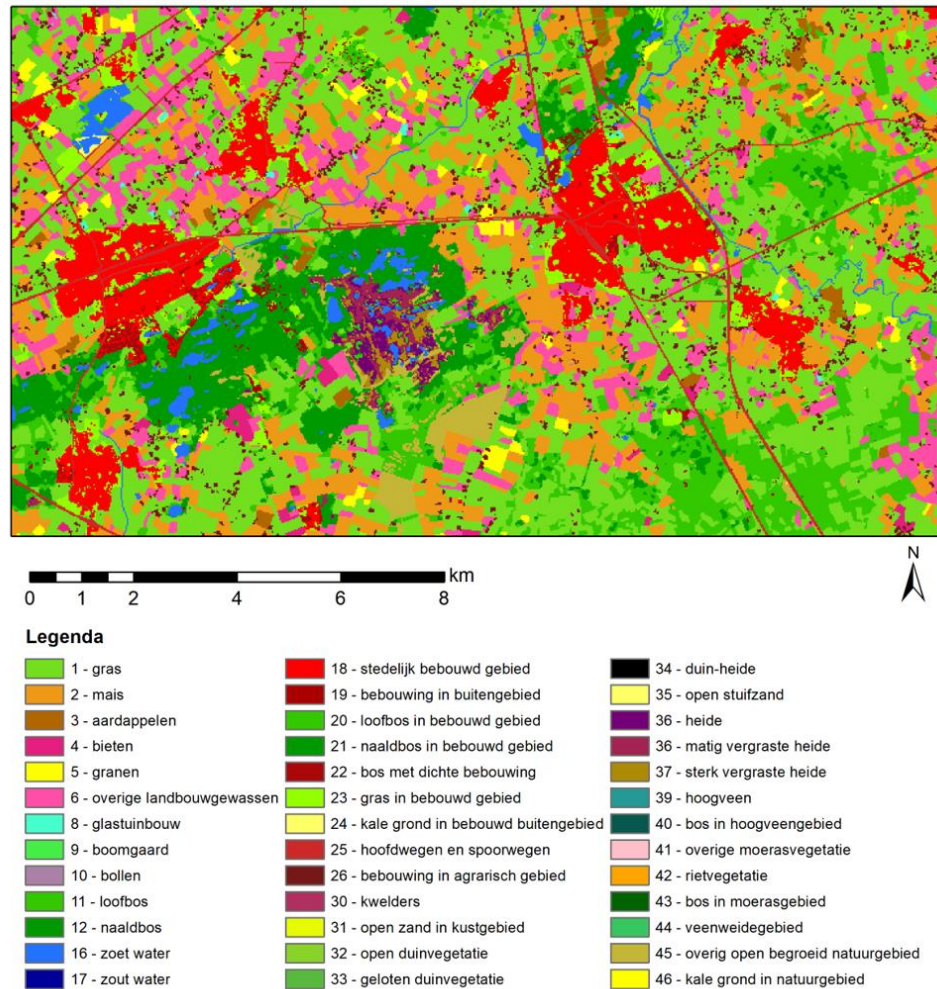 N
km
0 1 2 4 6 8
Legenda
1 - gras
2 - mais
3 - aardappelen
4 - bieten
5 - granen
6 - overige landbouwgewassen
8 - glastuinbouw
9 - boomgaard
10 - bollen
11 - loofbos
12 - naaldbos
16 - zoet water
17 - zout water
18 - stedelijk bebouwd gebied
19 - bebouwing in buitengebied
20 - loofbos in bebouwd gebied
21 - naaldbos in bebouwd gebied
22 - bos met dichte bebouwing
23 - gras in bebouwd gebied
24 - kale grond in bebouwd buitengebied
25 - hoofdwegen en spoorwegen
26 - bebouwing in agrarisch gebied
30 - kwelders
31 - open zand in kustgebied
32 - open duinvegetatie
33 - geloten duinvegetatie
34 - duin-heide
35 - open stuifzand
36 - heide
36 - matig vergraste heide
37 - sterk vergraste heide
39 - hoogveen
40 - bos in hoogveengebied
41 - overige moerasvegetatie
42 - rietvegetatie
43 - bos in moerasgebied
44 - veenweidegebied
45 - overig open begroeid natuurgebied
46 - kale grond in natuurgebied